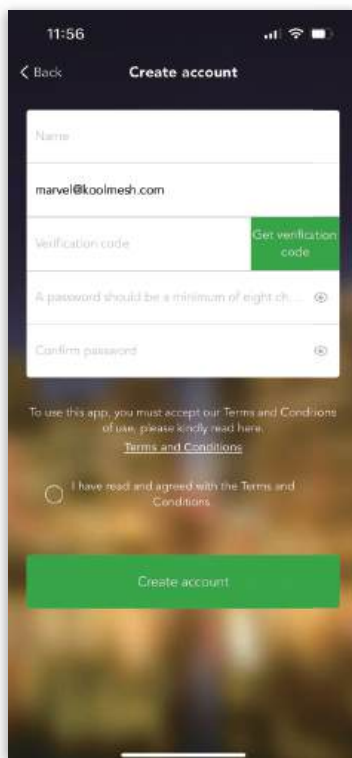 11:56
Back
Create account
Name
marvel@koolmesh.com
Verification code
Get verification
code
A password should be a minimum of eight ch...
Confirm password
To use this app, you must accept our Terms and Conditions
of use, please kindly read here.
Terms and Conditions
I have read and agreed with the Terms and
Conditions
Create account